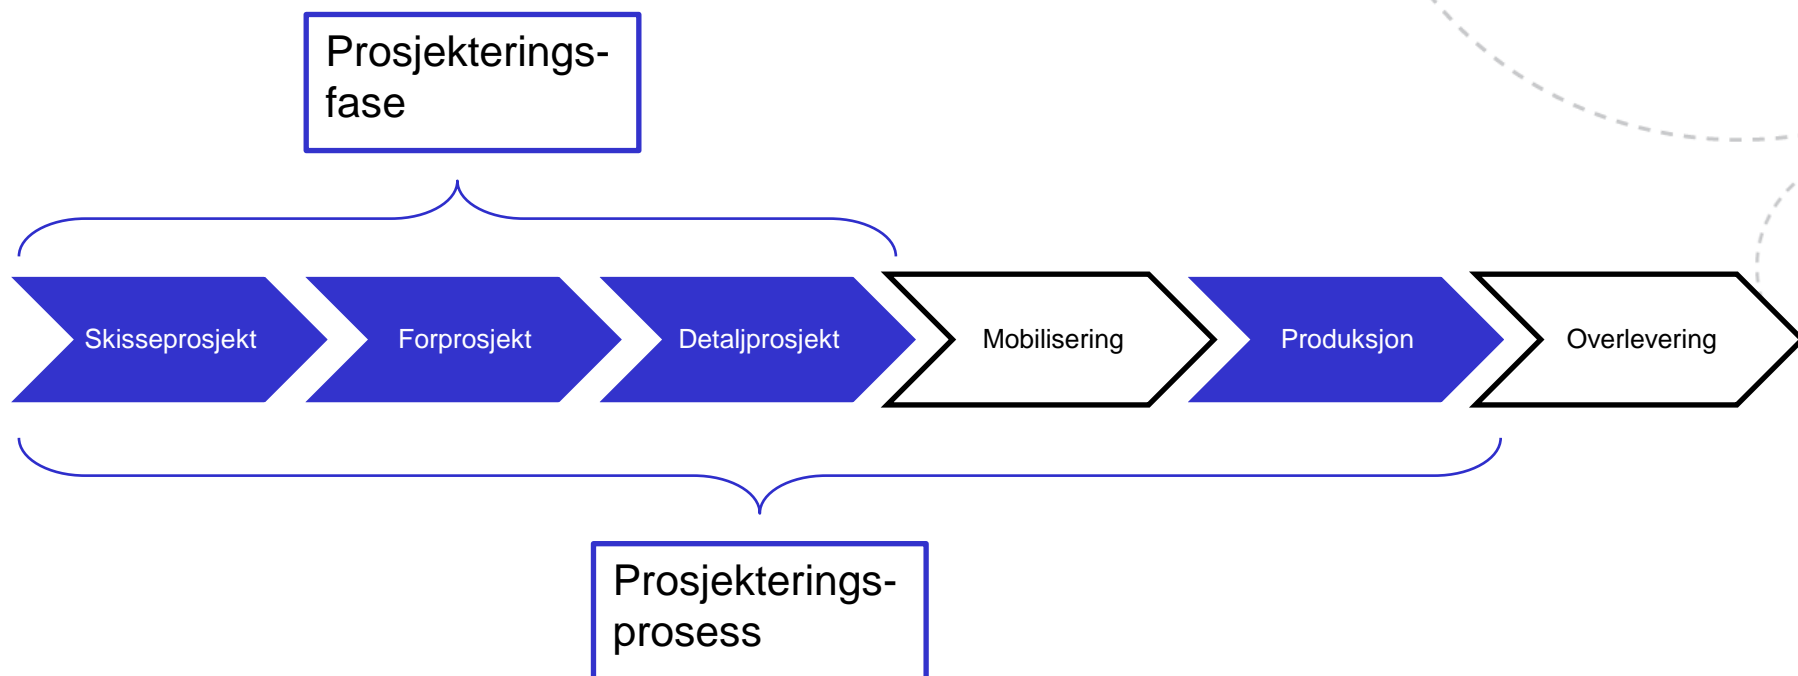 Prosjekterings-
fase
Skisseprosjekt
Forprosjekt
Detaljprosjekt
Mobilisering
Produksjon
Overlevering
Prosjekterings-
prosess